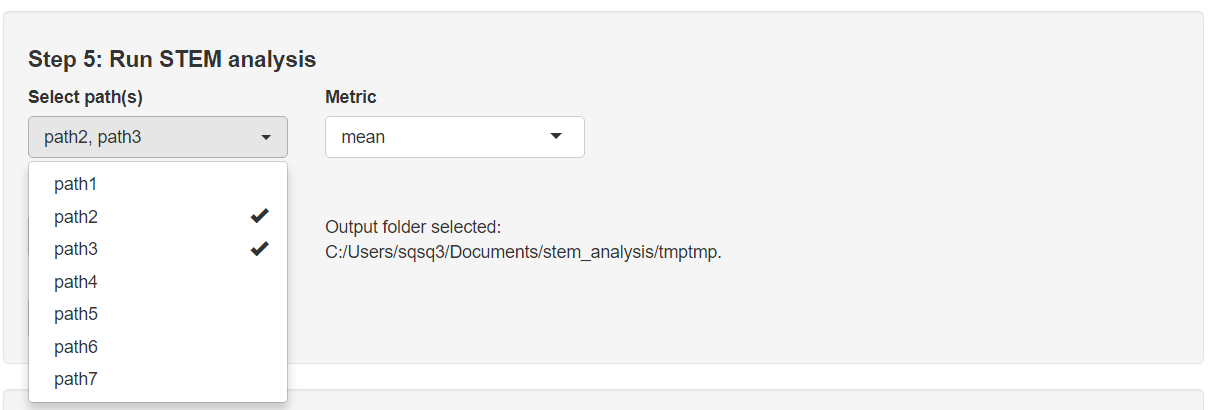 Step 5: Run STEM analysis
Select path(s)
Metric
path2, path3
mean
path1
path2
path3
path4
path5
path6
path7
Output folder selected:
C:/Users/sqsq3/Documents/stem_analysis/tmptmp.